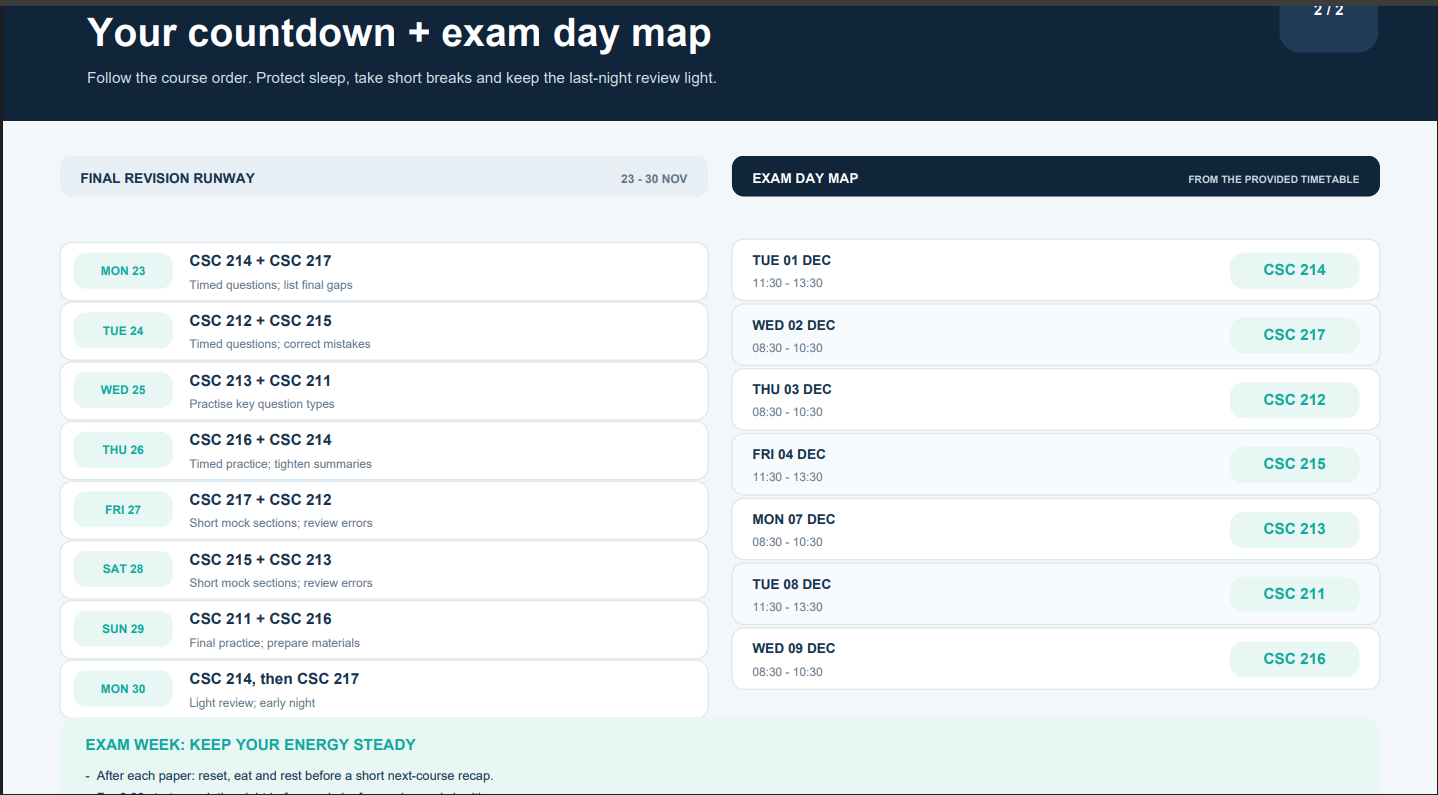 Your countdown + exam day map
2 / 2
Follow the course order. Protect sleep, take short breaks and keep the last-night review light.
FINAL REVISION RUNWAY
23 - 30 NOV
MON 23
CSC 214 + CSC 217
Timed questions; list final gaps
TUE 24
CSC 212 + CSC 215
Timed questions; correct mistakes
WED 25
CSC 213 + CSC 211
Practise key question types
THU 26
CSC 216 + CSC 214
Timed practice; tighten summaries
FRI 27
CSC 217 + CSC 212
Short mock sections; review errors
SAT 28
CSC 215 + CSC 213
Short mock sections; review errors
SUN 29
CSC 211 + CSC 216
Final practice; prepare materials
MON 30
CSC 214, then CSC 217
Light review; early night
EXAM DAY MAP
FROM THE PROVIDED TIMETABLE
TUE 01 DEC
11:30 - 13:30
CSC 214
WED 02 DEC
08:30 - 10:30
CSC 217
THU 03 DEC
08:30 - 10:30
CSC 212
FRI 04 DEC
11:30 - 13:30
CSC 215
MON 07 DEC
08:30 - 10:30
CSC 213
TUE 08 DEC
11:30 - 13:30
CSC 211
WED 09 DEC
08:30 - 10:30
CSC 216
EXAM WEEK: KEEP YOUR ENERGY STEADY
- After each paper: reset, eat and rest before a short next-course recap.